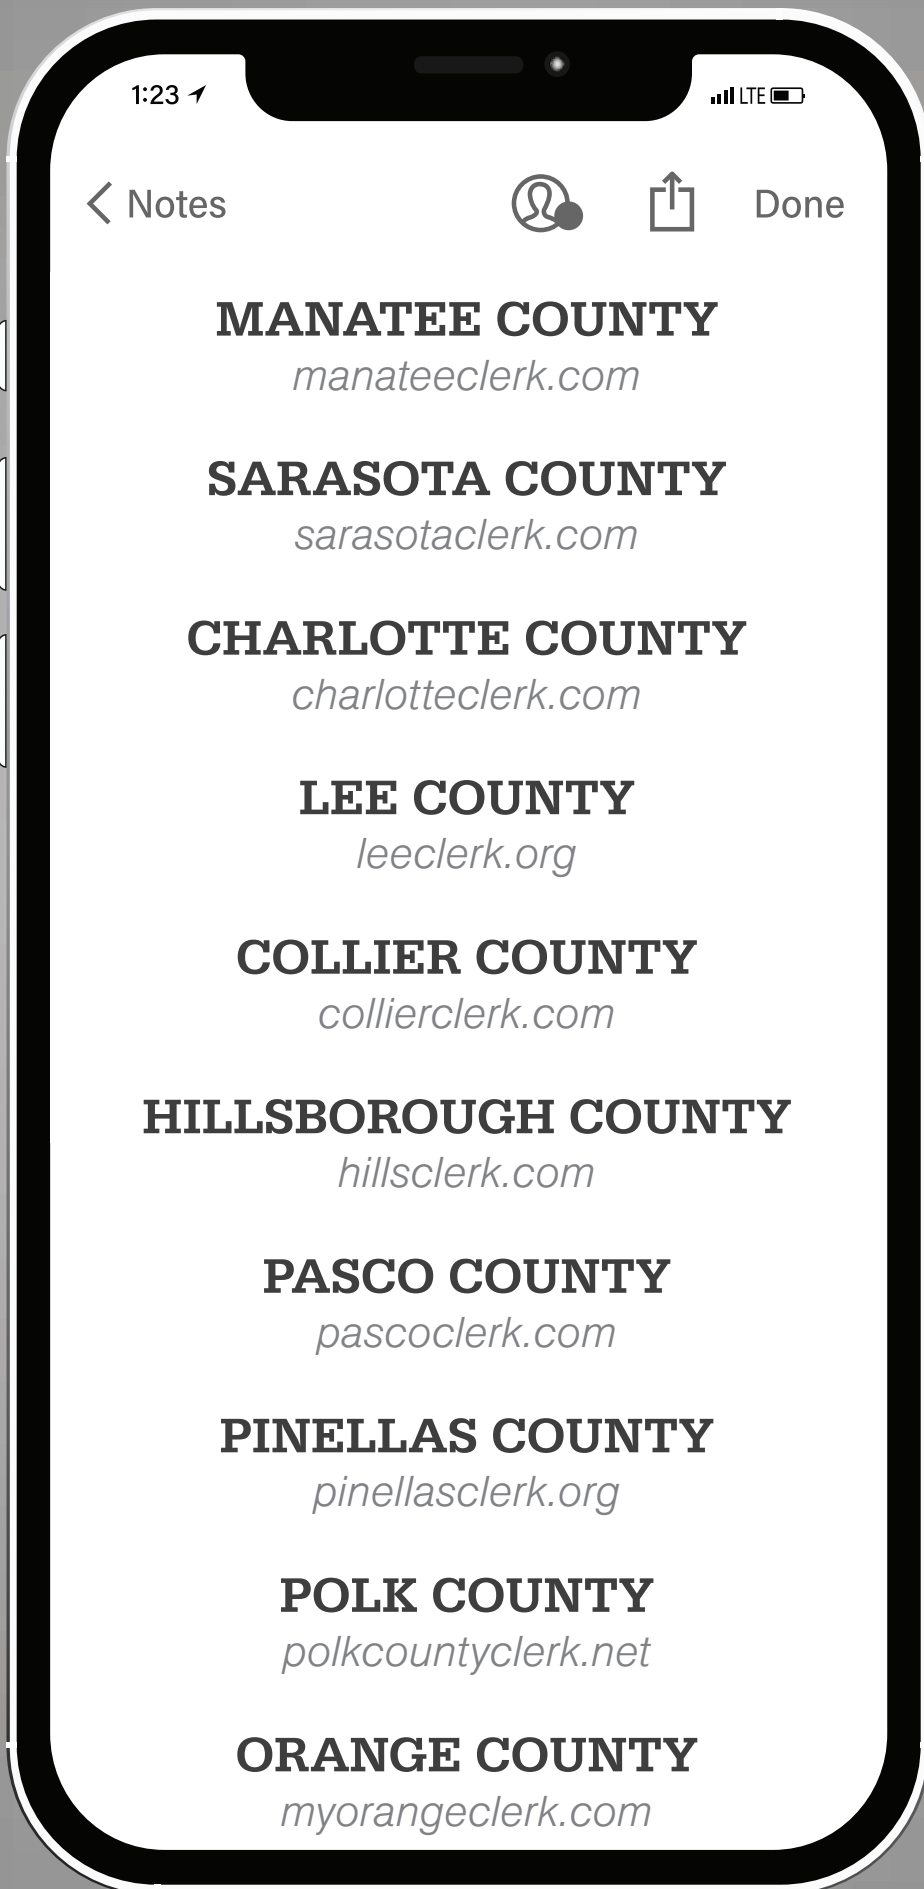 1:23 LTE
Notes Done
MANATEE COUNTY
manateeclerk.com
SARASOTA COUNTY
sarasotaclerk.com
CHARLOTTE COUNTY
charlotteclerk.com
LEE COUNTY
leeclerk.org
COLLIER COUNTY
collierclerk.com
HILLSBOROUGH COUNTY
hillsclerk.com
PASCO COUNTY
pascoclerk.com
PINELLAS COUNTY
pinellasclerk.org
POLK COUNTY
polkcountyclerk.net
ORANGE COUNTY
myorangeclerk.com